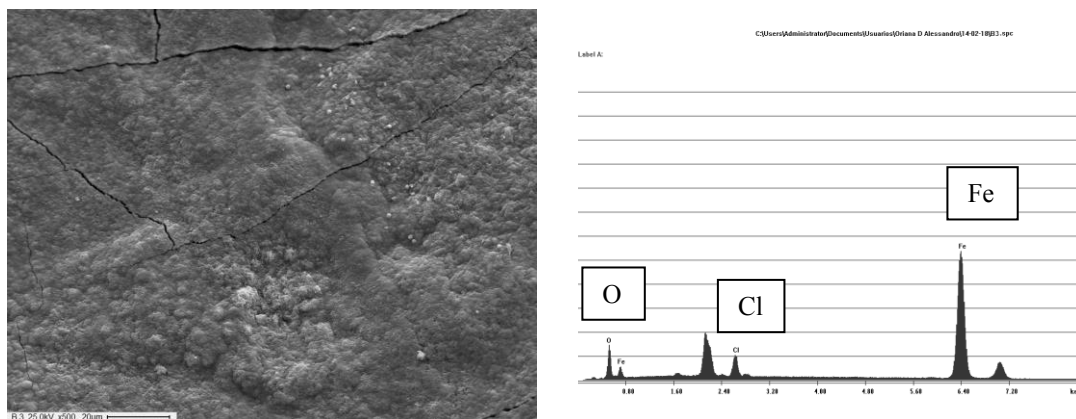 C:\Users\Administrator\Documents\Usuarios\Oriana D Alessandro\14-02-18\B3.spc
Label A:
Fe
Fe
O
Cl
O
Fe
Cl
0.80 1.60 2.40 3.20 4.00 4.80 5.60 6.40 7.20
B 3 25.0kV x500 20um